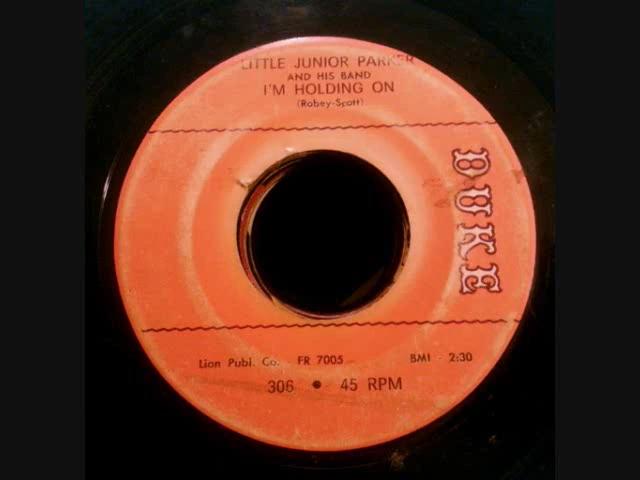 LITTLE JUNIOR PARKER
AND HIS BAND
I'M HOLDING ON
(Robey-Scott)
DUKE
Lion Publ. Co. FR 7005 BMI - 2:30
306 • 45 RPM